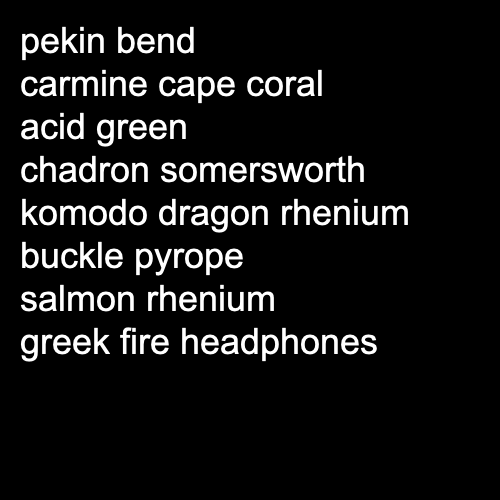 pekin bend
carmine cape coral
acid green
chadron somersworth
komodo dragon rhenium
buckle pyrope
salmon rhenium
greek fire headphones